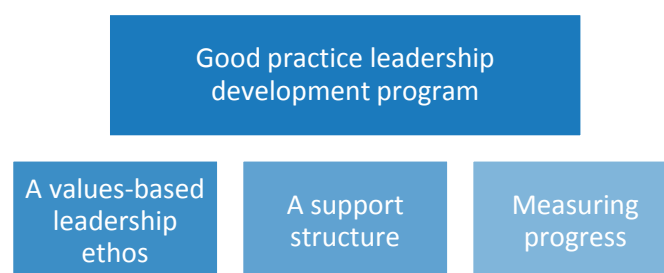 Good practice leadership
development program
A values-based
leadership
ethos
A support
structure
Measuring
progress